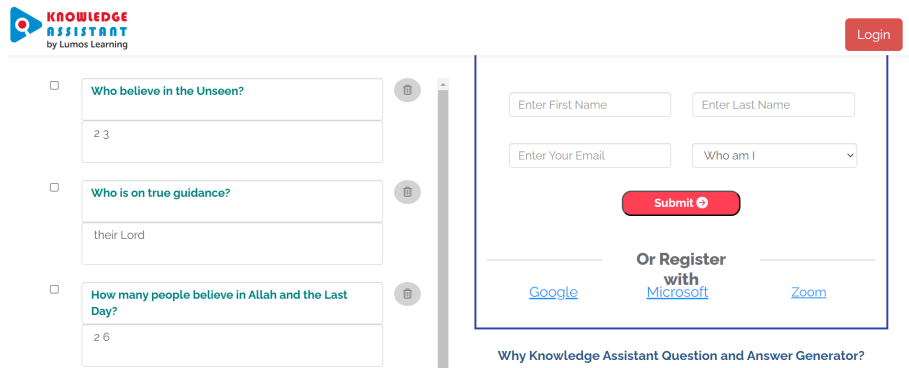 KNOWLEDGE
ASSISTANT
by Lumos Learning
Login
Who believe in the Unseen?
2 3
Who is on true guidance?
their Lord
How many people believe in Allah and the Last
Day?
2 6
Enter First Name
Enter Last Name
Enter Your Email
Who am I
Submit
Or Register
with
Google
Microsoft
Zoom
Why Knowledge Assistant Question and Answer Generator?